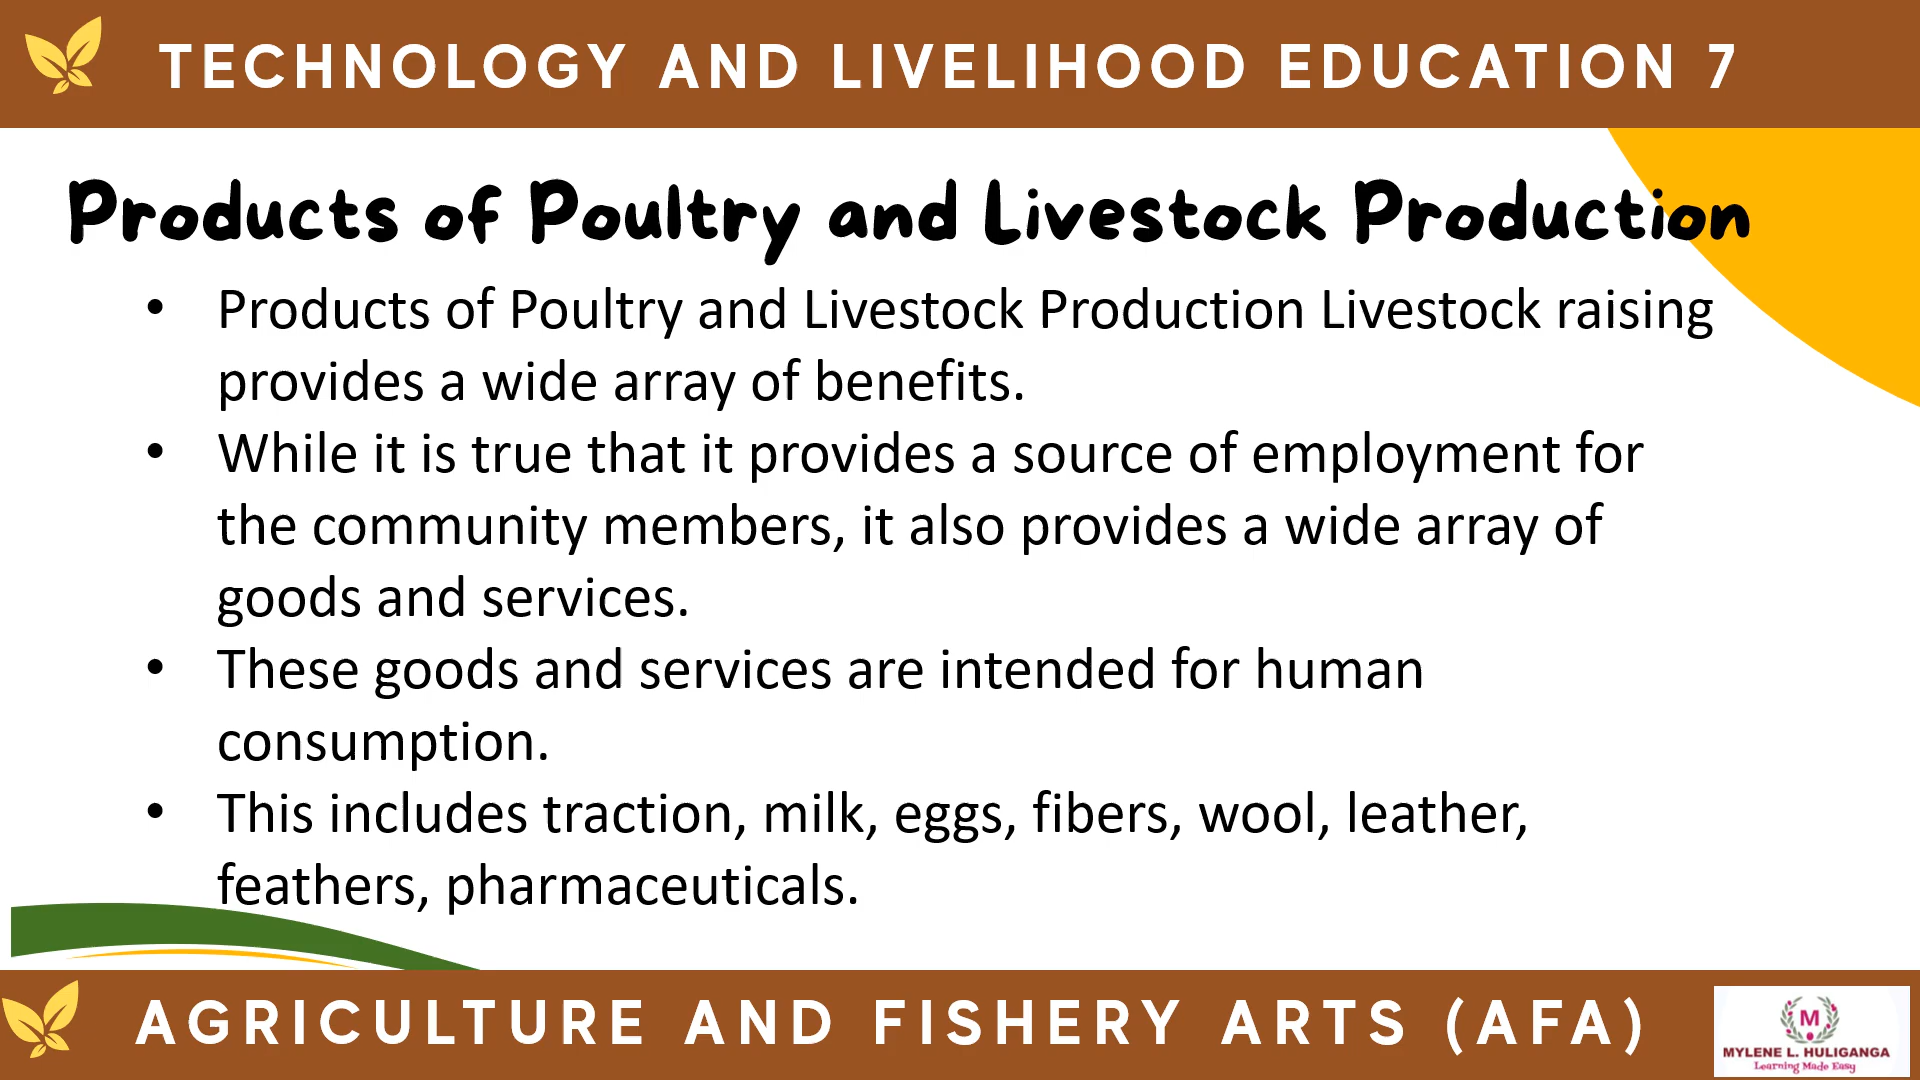 TECHNOLOGY AND LIVELIHOOD EDUCATION 7
Products of Poultry and Livestock Production
• Products of Poultry and Livestock Production Livestock raising
provides a wide array of benefits.
• While it is true that it provides a source of employment for
the community members, it also provides a wide array of
goods and services.
• These goods and services are intended for human
consumption.
• This includes traction, milk, eggs, fibers, wool, leather,
feathers, pharmaceuticals.
AGRICULTURE AND FISHERY ARTS (AFA)
M
MYLENE L. HULIGANGA
Learning Made Easy